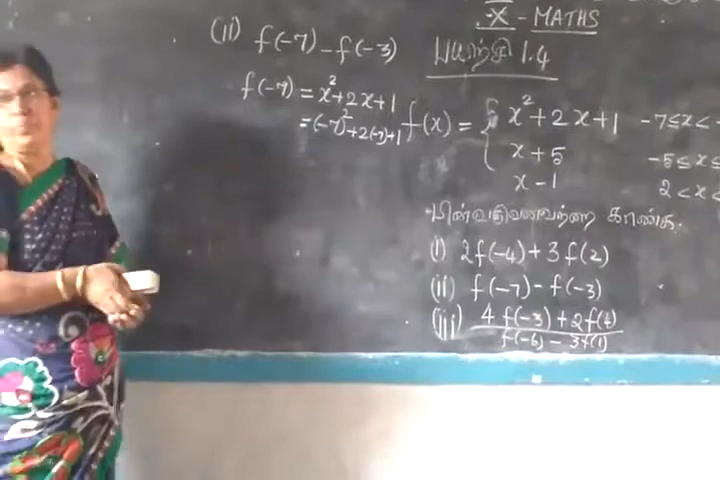 X - MATHS
பயிற்சி 1.4
(ii) f(-7) - f(-3)
f(-7) = x²+2x+1
= (-7)²+2(-7)+1
f(x) = { x²+2x+1 -7≤x<-
x+5 -5≤x≤
x-1 2<x<
பின்வருவனவற்றை காண்க.
(i) 2f(-4)+3f(2)
(ii) f(-7)-f(-3)
(iii) 4f(-3)+2f(4)
f(-6)-3f(1)